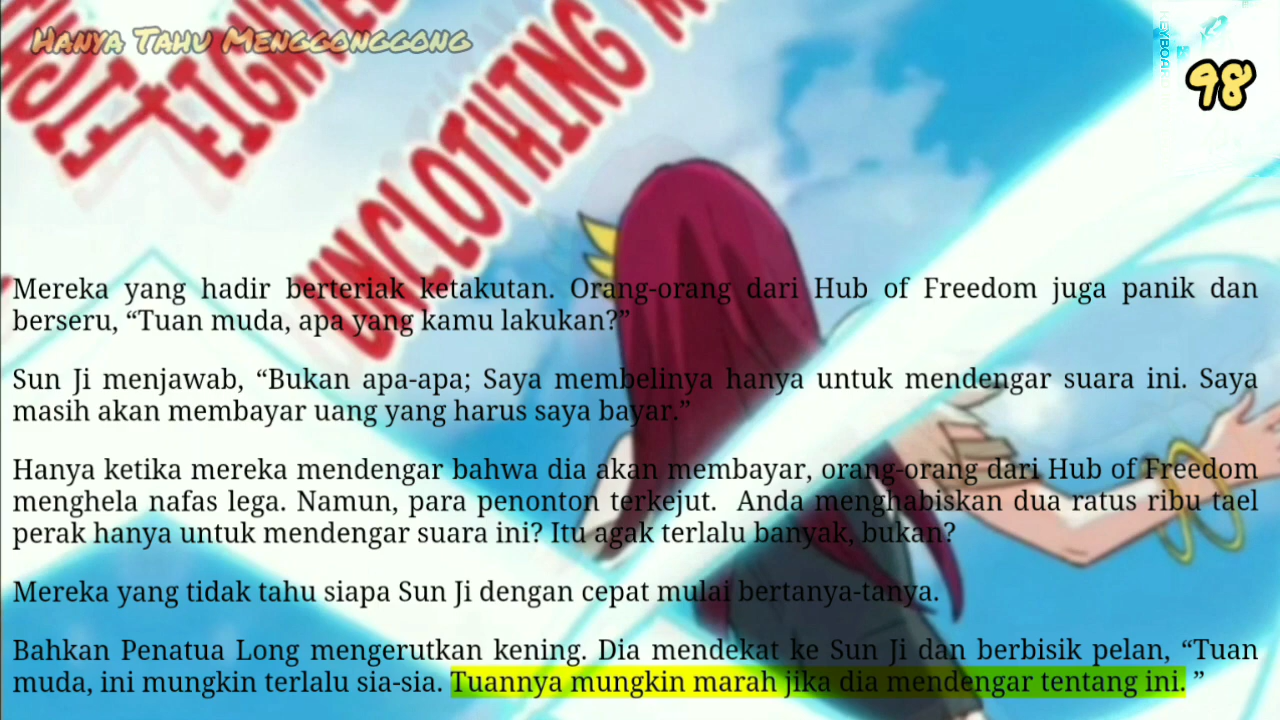 Hanya Tahu Menggonggong
98
UNCLOTHING
Mereka yang hadir berteriak ketakutan. Orang-orang dari Hub of Freedom juga panik dan
berseru, “Tuan muda, apa yang kamu lakukan?”
Sun Ji menjawab, “Bukan apa-apa; Saya membelinya hanya untuk mendengar suara ini. Saya
masih akan membayar uang yang harus saya bayar.”
Hanya ketika mereka mendengar bahwa dia akan membayar, orang-orang dari Hub of Freedom
menghela nafas lega. Namun, para penonton terkejut.  Anda menghabiskan dua ratus ribu tael
perak hanya untuk mendengar suara ini? Itu agak terlalu banyak, bukan?
Mereka yang tidak tahu siapa Sun Ji dengan cepat mulai bertanya-tanya.
Bahkan Penatua Long mengerutkan kening. Dia mendekat ke Sun Ji dan berbisik pelan, “Tuan
muda, ini mungkin terlalu sia-sia. Tuannya mungkin marah jika dia mendengar tentang ini. ”